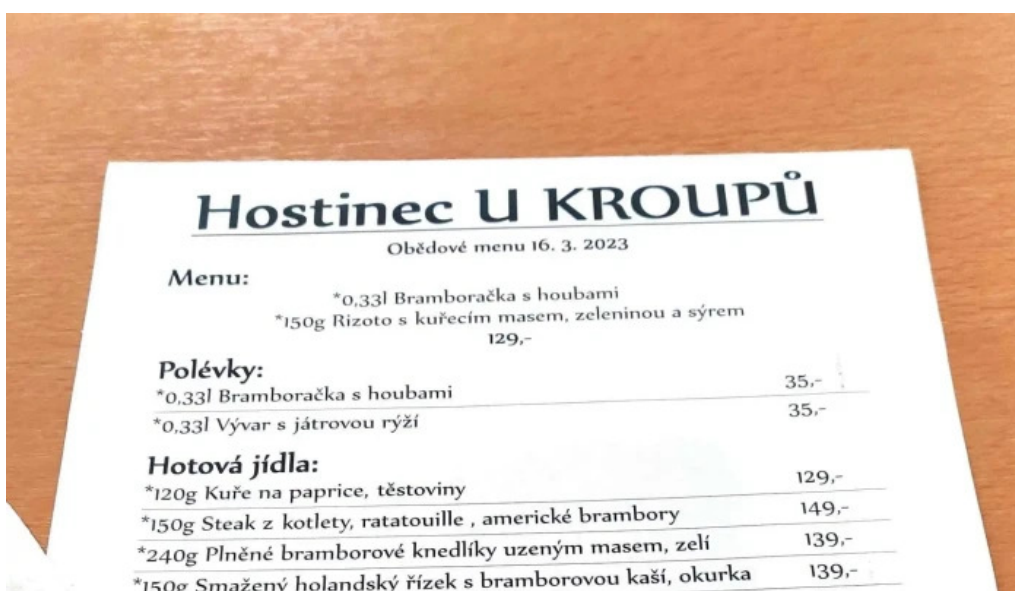 Hostinec U KROUPŮ
Obědové menu 16. 3. 2023
Menu:
*0,33l Bramboračka s houbami
*150g Rizoto s kuřecím masem, zeleninou a sýrem
129,-
Polévky:
*0,33l Bramboračka s houbami 35,-
*0,33l Vývar s játrovou rýží 35,-
Hotová jídla:
*120g Kuře na paprice, těstoviny 129,-
*150g Steak z kotlety, ratatouille , americké brambory 149,-
*240g Plněné bramborové knedlíky uzeným masem, zelí 139,-
*150g Smažený holandský řízek s bramborovou kaší, okurka 139,-